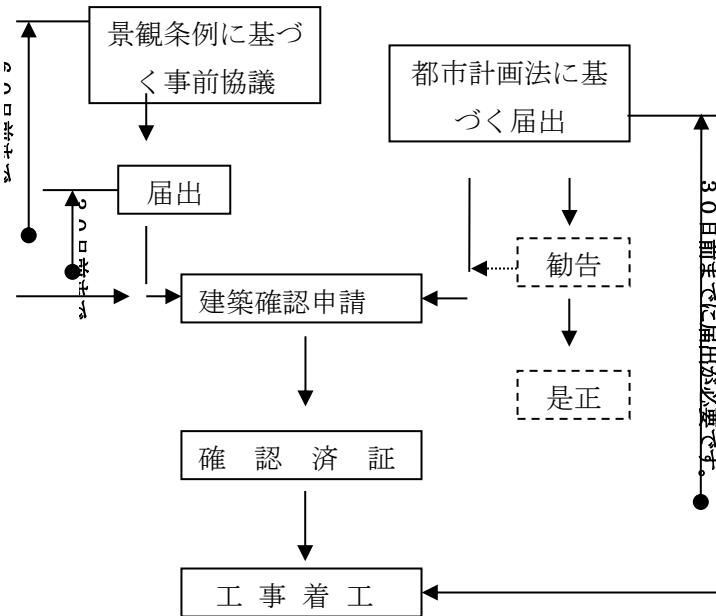 景観条例に基づ
く事前協議
都市計画法に基
づく届出
届出
勧告
建築確認申請
是正
確認済証
工事着工
３０日前までに届出が必要です。